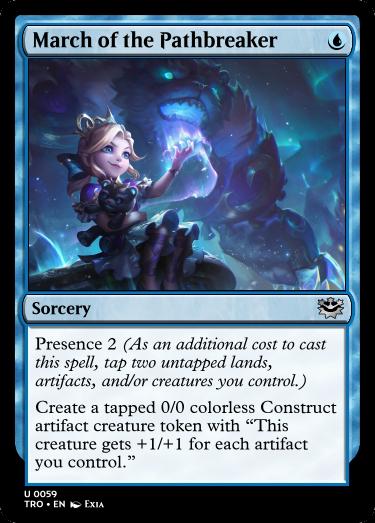 March of the Pathbreaker
Sorcery
Presence 2 (As an additional cost to cast
this spell, tap two untapped lands,
artifacts, and/or creatures you control.)
Create a tapped 0/0 colorless Construct
artifact creature token with “This
creature gets +1/+1 for each artifact
you control.”
U 0059
TRO • EN Exia